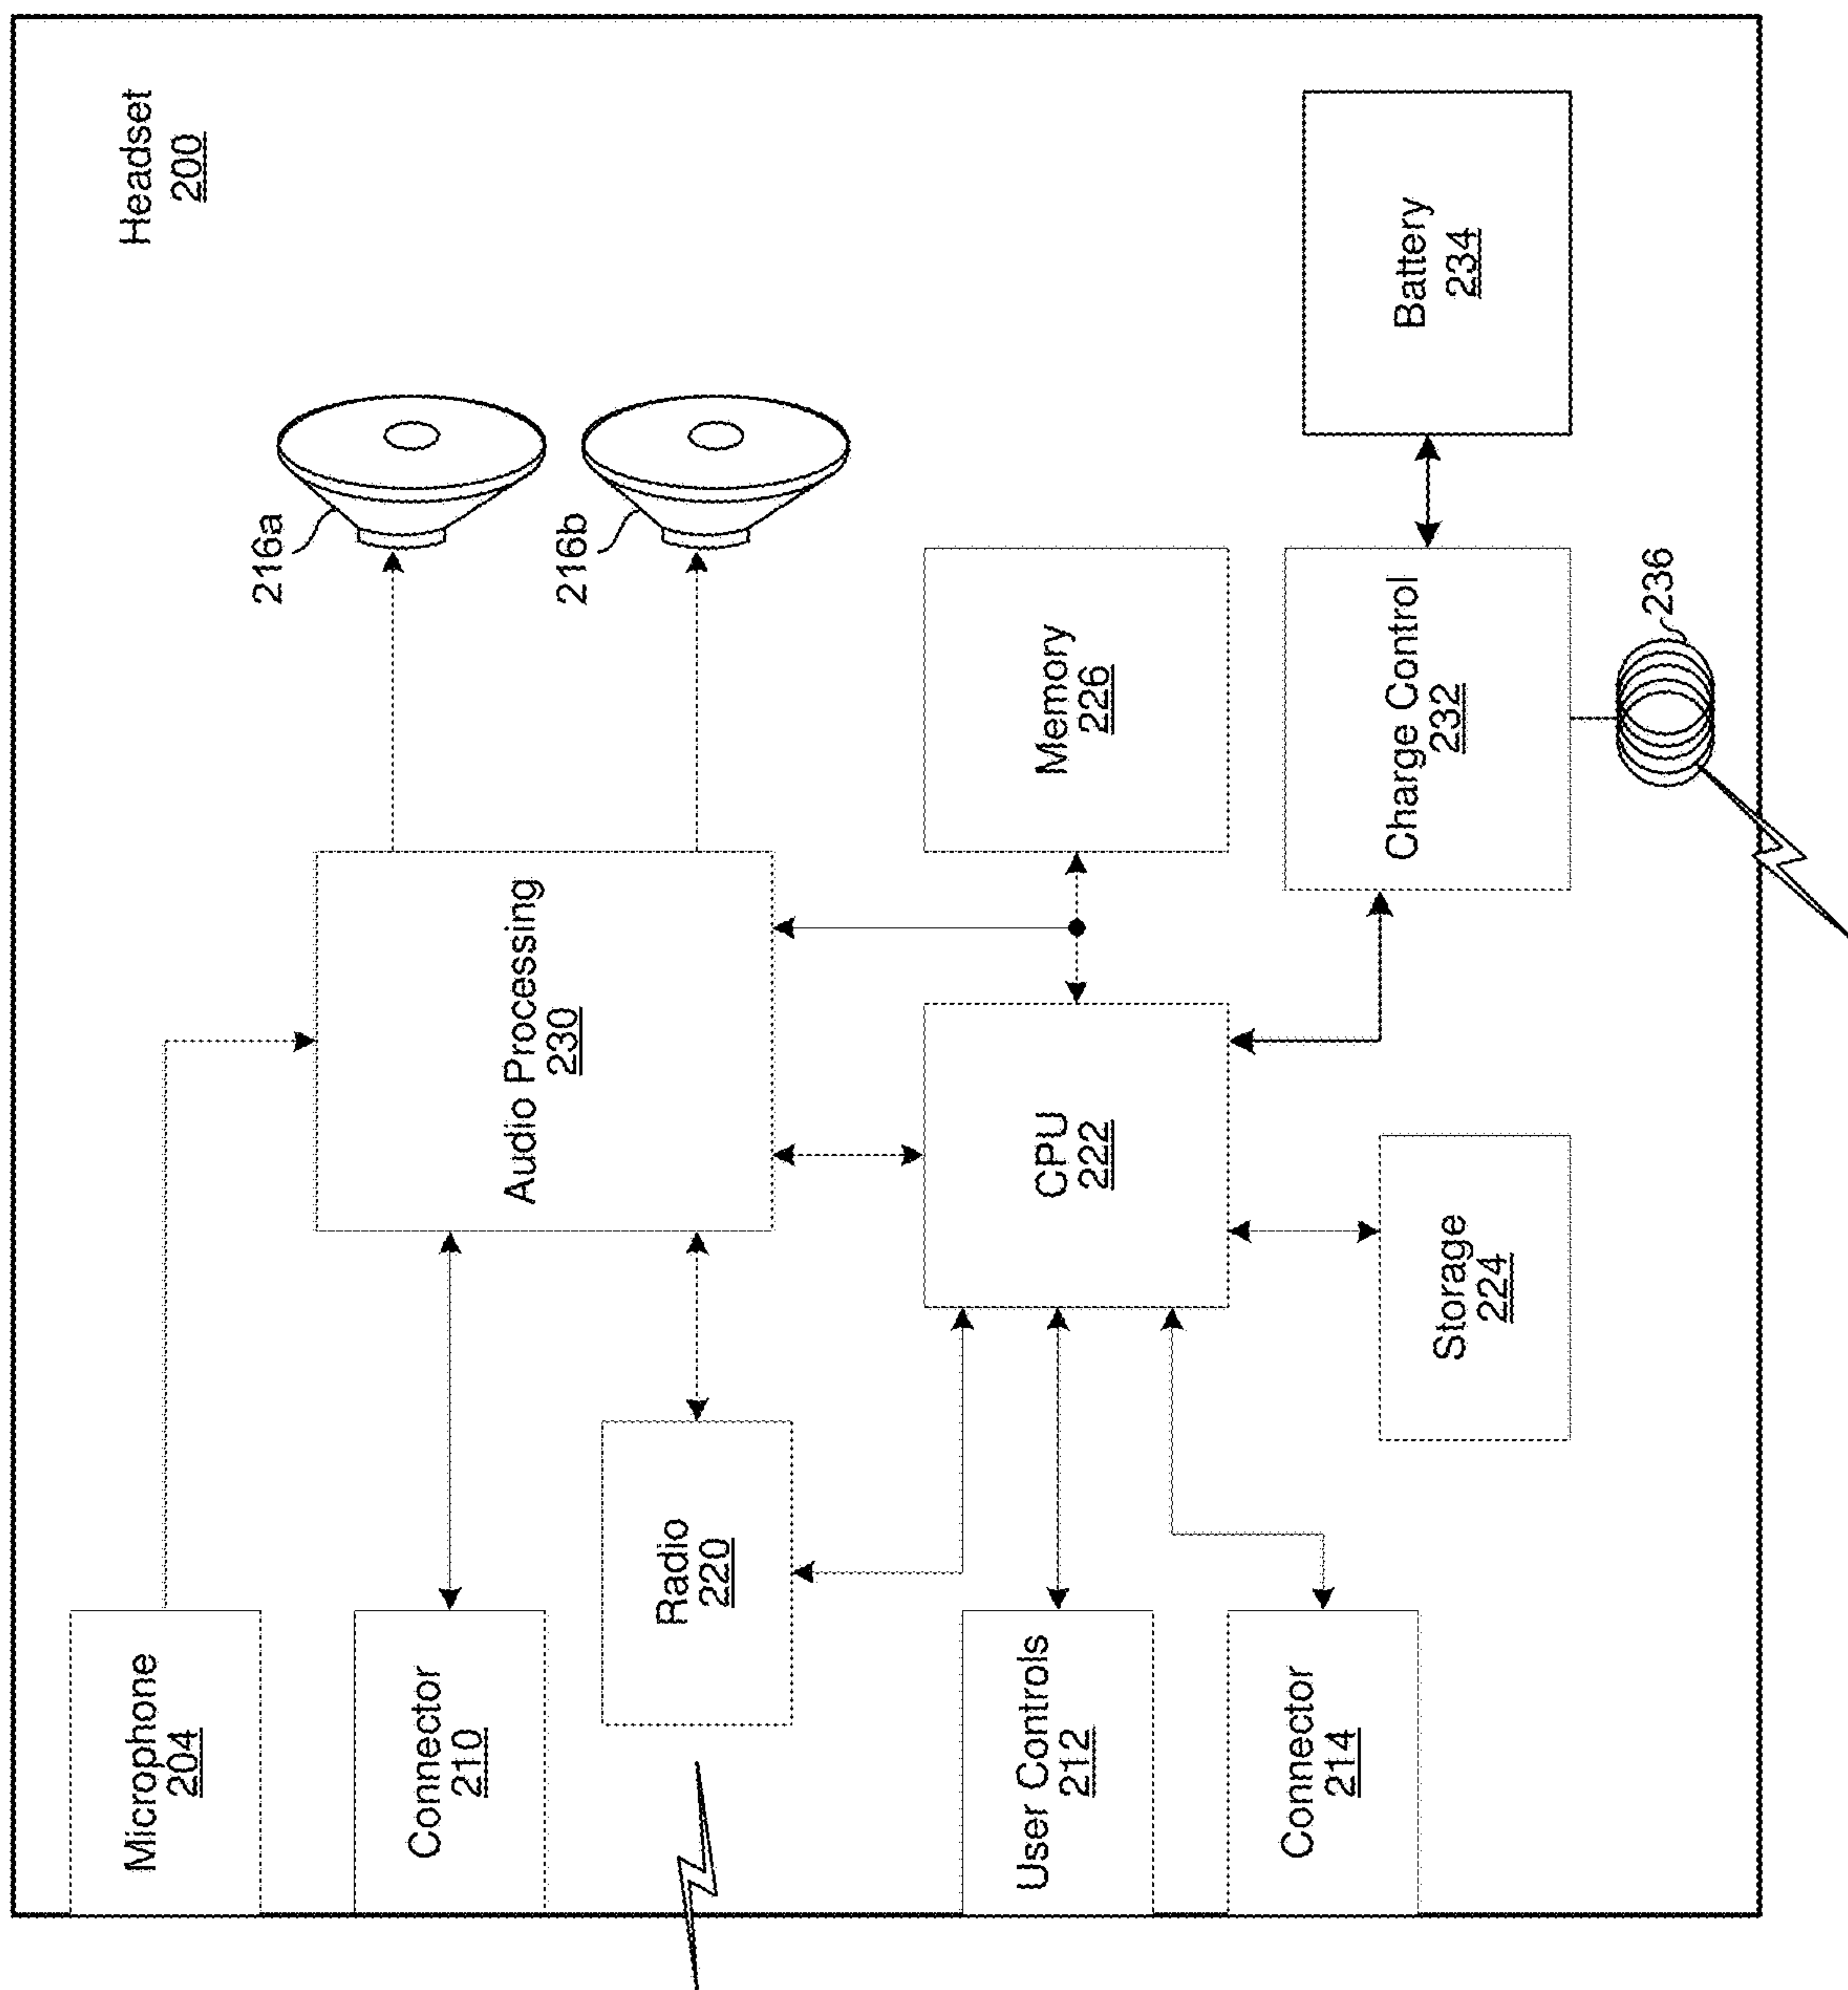 Headset
200
Microphone
204
Audio Processing
230
216a
Connector
210
216b
Radio
220
User Controls
212
CPU
222
Memory
226
Connector
214
Storage
224
Charge Control
232
Battery
234
236